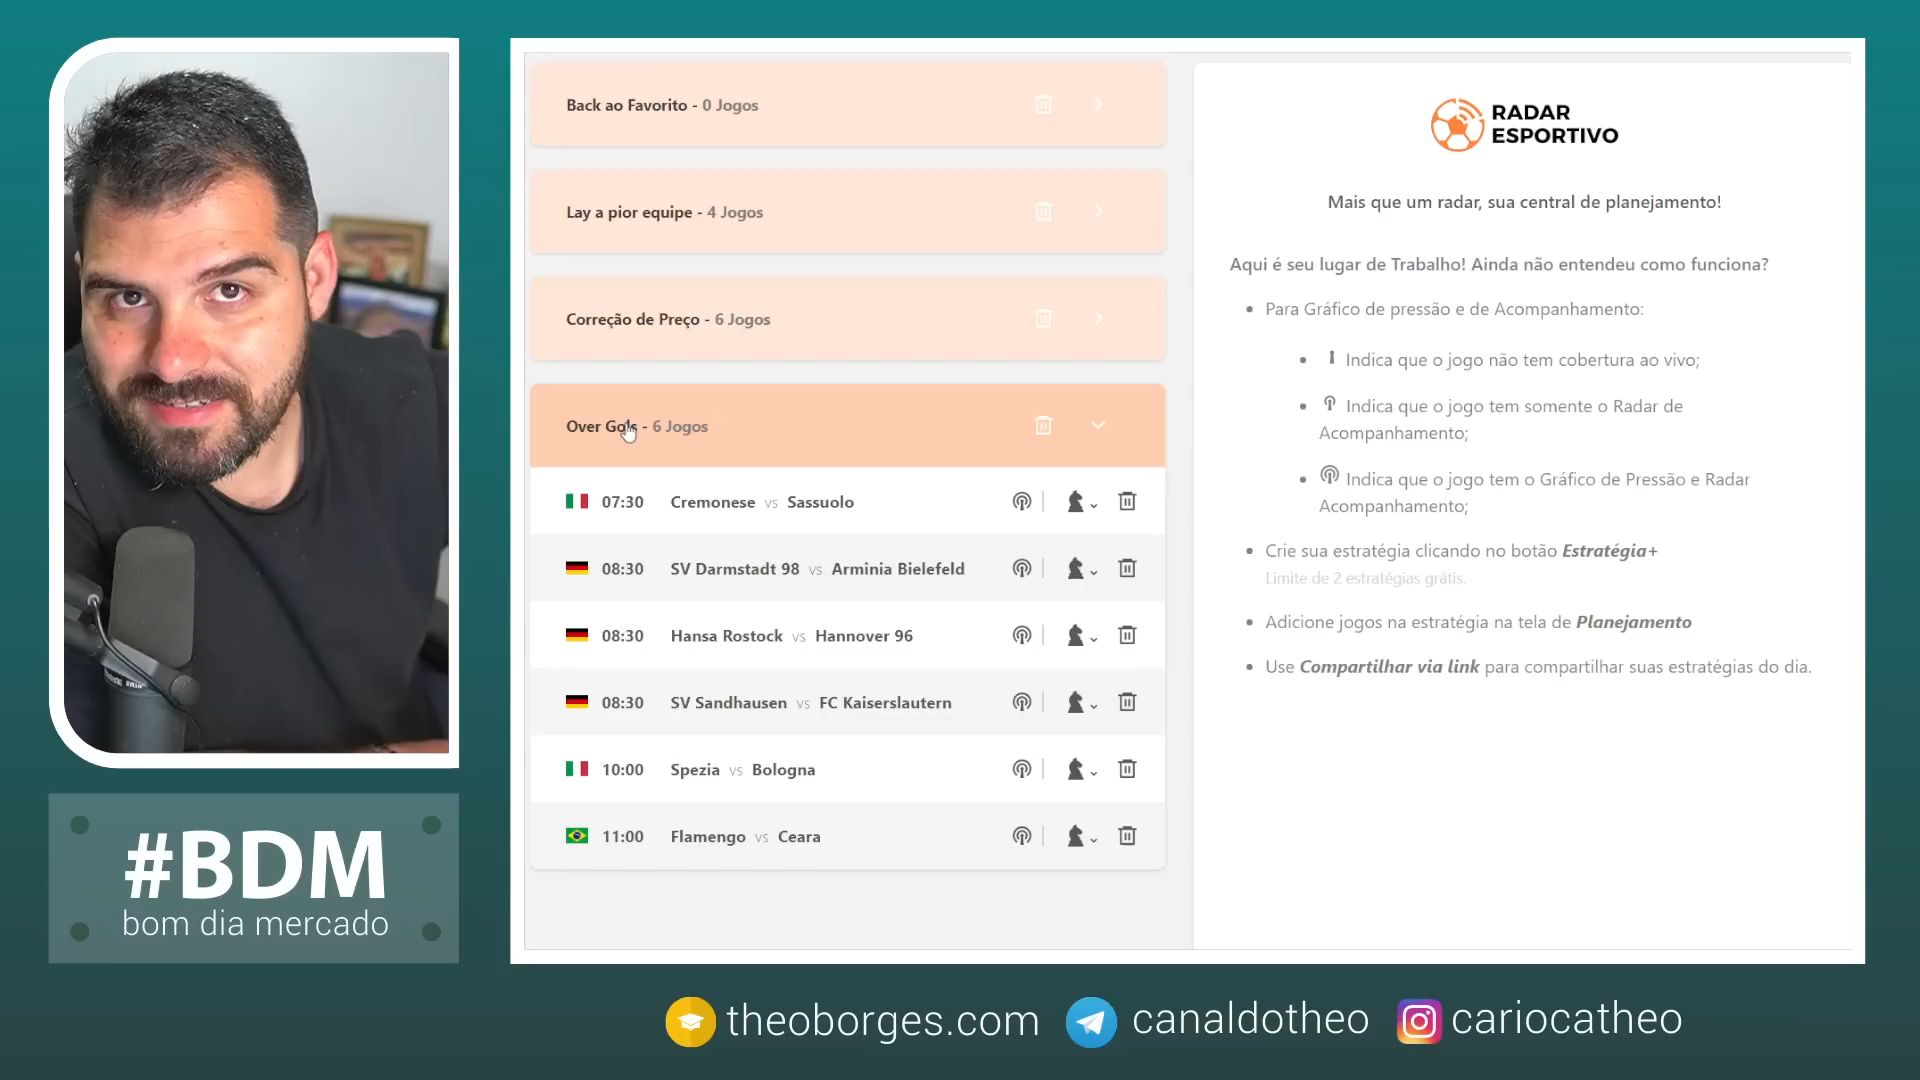 Back ao Favorito - 0 Jogos
Lay a pior equipe - 4 Jogos
Correção de Preço - 6 Jogos
Over Gols - 6 Jogos
07:30 Cremonese vs Sassuolo
08:30 SV Darmstadt 98 vs Arminia Bielefeld
08:30 Hansa Rostock vs Hannover 96
08:30 SV Sandhausen vs FC Kaiserslautern
10:00 Spezia vs Bologna
11:00 Flamengo vs Ceara
RADAR
ESPORTIVO
Mais que um radar, sua central de planejamento!
Aqui é seu lugar de Trabalho! Ainda não entendeu como funciona?
Para Gráfico de pressão e de Acompanhamento:
Indica que o jogo não tem cobertura ao vivo;
Indica que o jogo tem somente o Radar de
Acompanhamento;
Indica que o jogo tem o Gráfico de Pressão e Radar
Acompanhamento;
Crie sua estratégia clicando no botão Estratégia+
Limite de 2 estratégias grátis.
Adicione jogos na estratégia na tela de Planejamento
Use Compartilhar via link para compartilhar suas estratégias do dia.
#BDM
bom dia mercado
theoborges.com
canaldotheo
cariocatheo